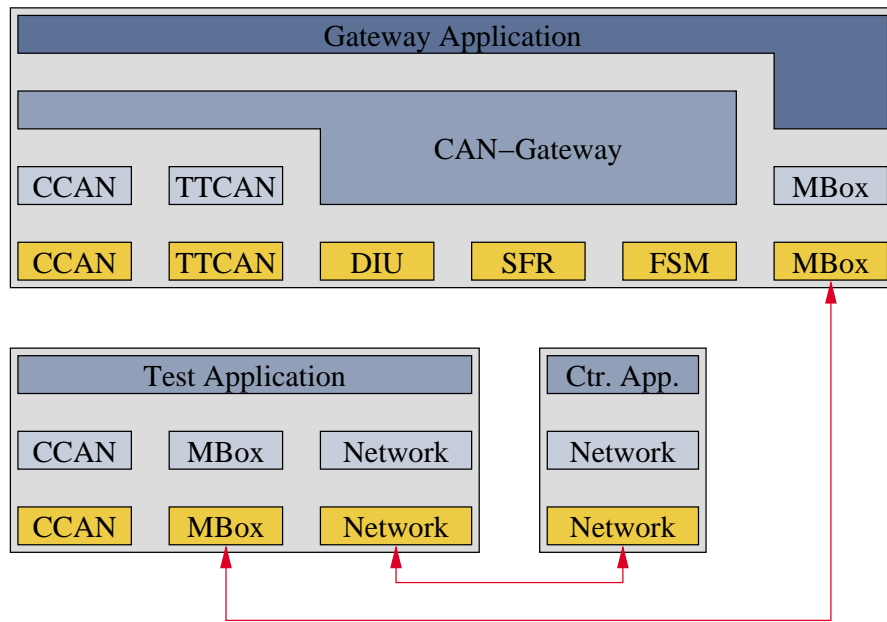 Gateway Application
CAN–Gateway
CCAN TTCAN MBox
CCAN TTCAN DIU SFR FSM MBox
Test Application Ctr. App.
CCAN MBox Network Network
CCAN MBox Network Network